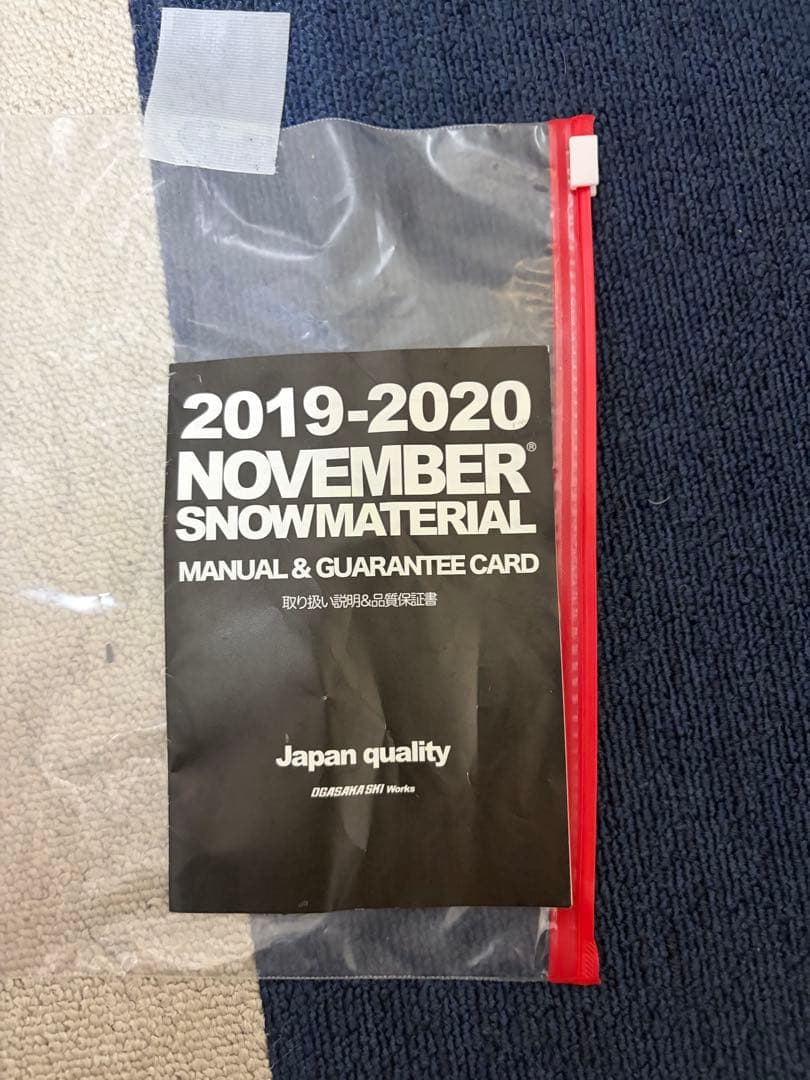 2019-2020
NOVEMBER®
SNOWMATERIAL
MANUAL & GUARANTEE CARD
取り扱い説明&品質保証書
Japan quality
OGASAKA SKI Works